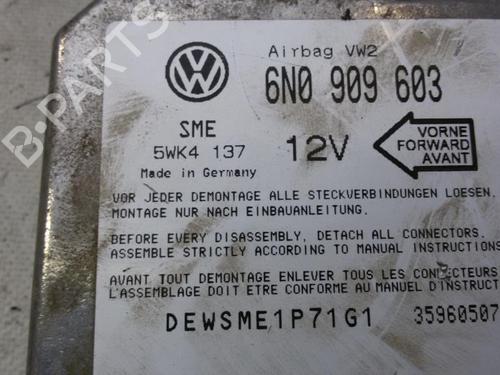 B-PARTS
Airbag VW2
6N0 909 603
SME
5WK4 137
12V
VORNE
FORWARD
AVANT
Made in Germany
VOR JEDER DEMONTAGE ALLE STECKVERBINDUNGEN LOESEN.
MONTAGE NUR NACH EINBAUANLEITUNG.
BEFORE EVERY DISASSEMBLY, DETACH ALL CONNECTORS.
ASSEMBLE STRICTLY ACCORDING TO MANUAL INSTRUCTIONS
AVANT TOUT DEMONTAGE ENLEVER TOUS LES CONNECTEURS
L'ASSEMBLAGE DOIT ETRE CONFORME AU MANUEL D'INSTRUCT
DEWSME1P71G1 35960507